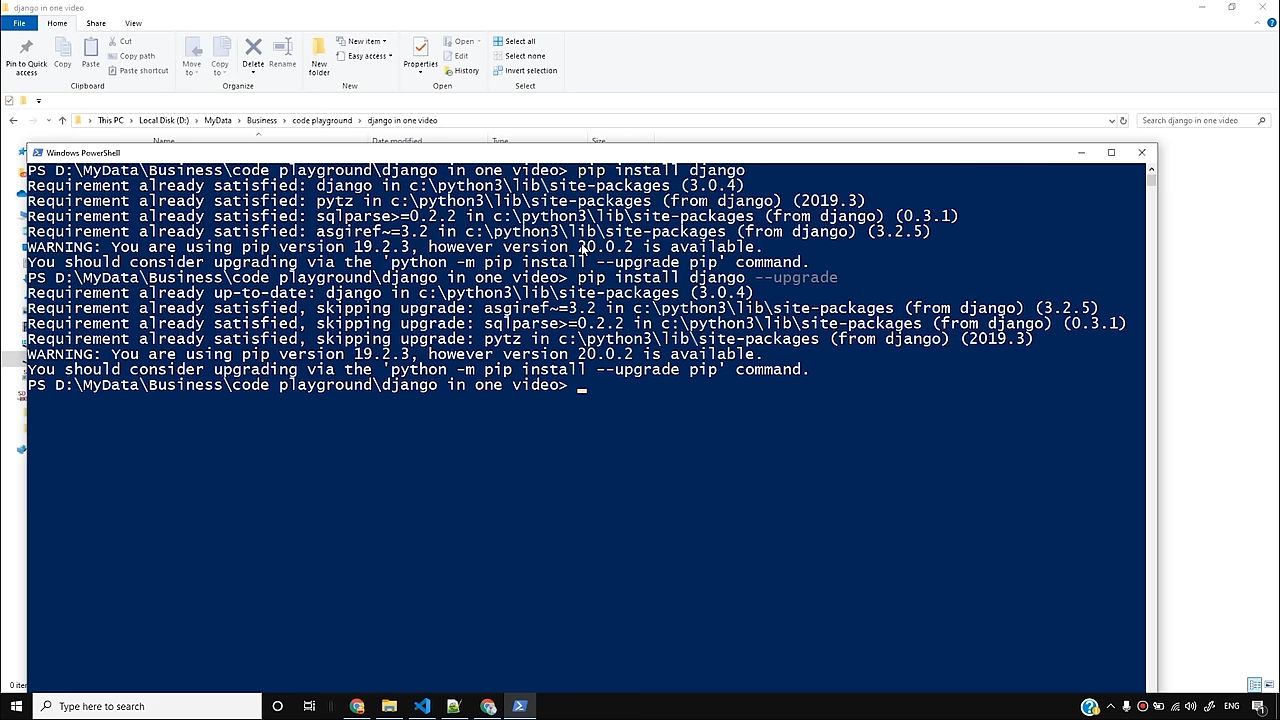 django in one video
File Home Share View
Pin to Quick access
Copy
Paste
Cut
Copy path
Paste shortcut
Clipboard
Move to
Copy to
Delete
Rename
Organize
New folder
New item
Easy access
New
Properties
Open
Edit
History
Open
Select all
Select none
Invert selection
Select
This PC > Local Disk (D:) > MyData > Business > code playground > django in one video
Search django in one video
Name Date modified Type Size
Windows PowerShell
PS D:\MyData\Business\code playground\django in one video> pip install django
Requirement already satisfied: django in c:\python3\lib\site-packages (3.0.4)
Requirement already satisfied: pytz in c:\python3\lib\site-packages (from django) (2019.3)
Requirement already satisfied: sqlparse>=0.2.2 in c:\python3\lib\site-packages (from django) (0.3.1)
Requirement already satisfied: asgiref~=3.2 in c:\python3\lib\site-packages (from django) (3.2.5)
WARNING: You are using pip version 19.2.3, however version 20.0.2 is available.
You should consider upgrading via the 'python -m pip install --upgrade pip' command.
PS D:\MyData\Business\code playground\django in one video> pip install django --upgrade
Requirement already up-to-date: django in c:\python3\lib\site-packages (3.0.4)
Requirement already satisfied, skipping upgrade: asgiref~=3.2 in c:\python3\lib\site-packages (from django) (3.2.5)
Requirement already satisfied, skipping upgrade: sqlparse>=0.2.2 in c:\python3\lib\site-packages (from django) (0.3.1)
Requirement already satisfied, skipping upgrade: pytz in c:\python3\lib\site-packages (from django) (2019.3)
WARNING: You are using pip version 19.2.3, however version 20.0.2 is available.
You should consider upgrading via the 'python -m pip install --upgrade pip' command.
PS D:\MyData\Business\code playground\django in one video>
0 iten
Type here to search
ENG